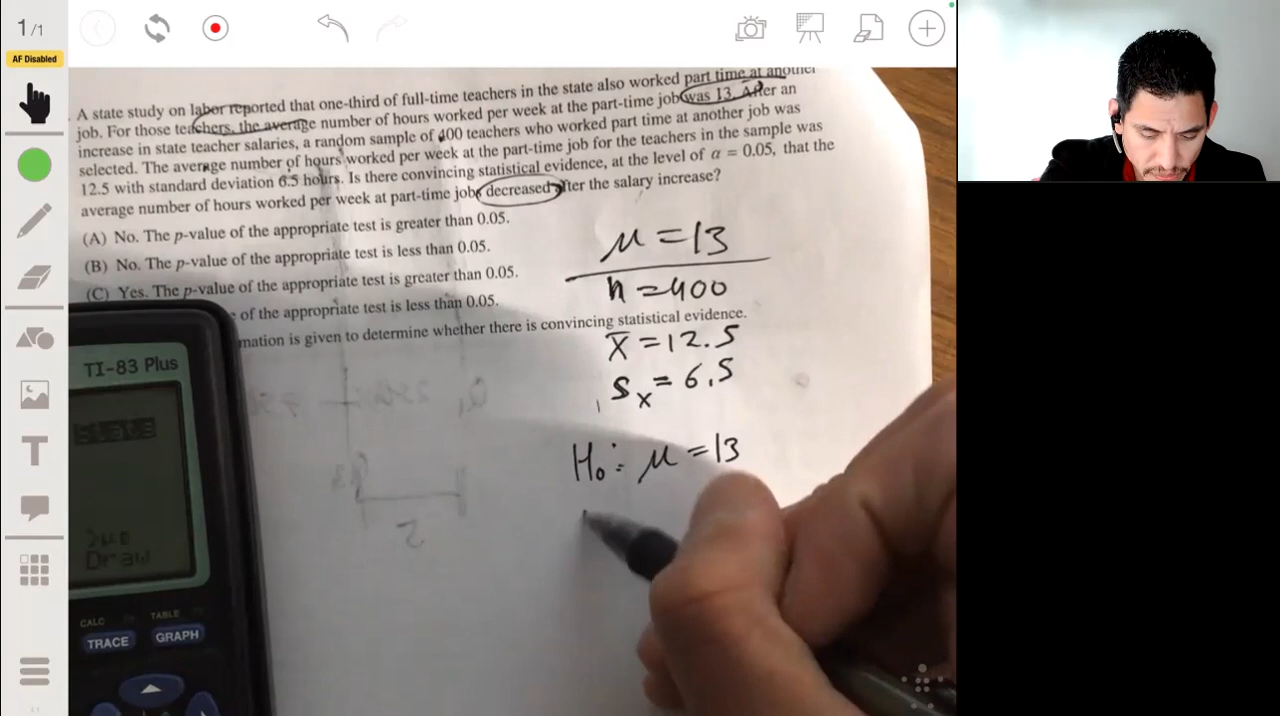 1/1
AF Disabled
A state study on labor reported that one-third of full-time teachers in the state also worked part time at another
job. For those teachers, the average number of hours worked per week at the part-time job was 13. After an
increase in state teacher salaries, a random sample of 400 teachers who worked part time at another job was
selected. The average number of hours worked per week at the part-time job for the teachers in the sample was
12.5 with standard deviation 6.5 hours. Is there convincing statistical evidence, at the level of α = 0.05, that the
average number of hours worked per week at part-time jobs decreased after the salary increase?
(A) No. The p-value of the appropriate test is greater than 0.05.
(B) No. The p-value of the appropriate test is less than 0.05.
(C) Yes. The p-value of the appropriate test is greater than 0.05.
of the appropriate test is less than 0.05.
mation is given to determine whether there is convincing statistical evidence.
μ = 13
n = 400
x̄ = 12.5
Sx = 6.5
H₀: μ = 13
TI-83 Plus
Draw
CALC TABLE
TRACE GRAPH
T